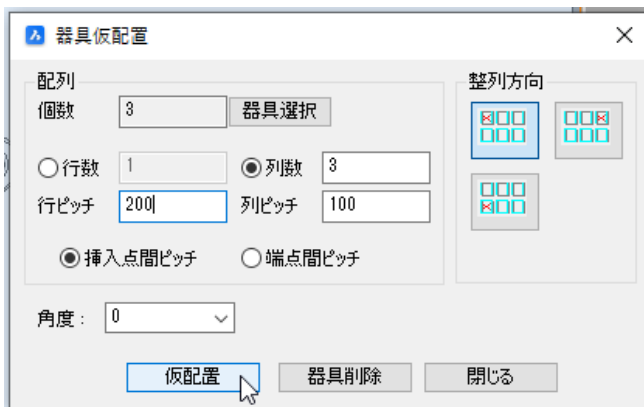 器具仮配置
配列
個数 3 器具選択
行数 1 列数 3
行ピッチ 200 列ピッチ 100
挿入点間ピッチ 端点間ピッチ
角度： 0
整列方向
仮配置 器具削除 閉じる